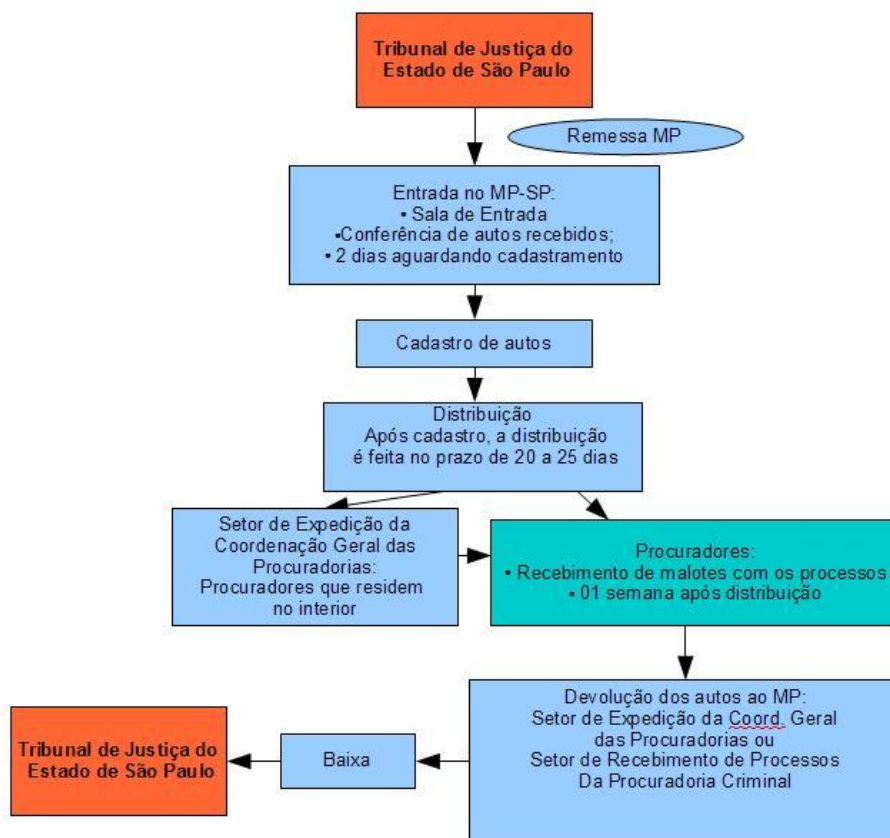 Tribunal de Justiça do
Estado de São Paulo
Remessa MP
Entrada no MP-SP:
▪ Sala de Entrada
▪Conferência de autos recebidos;
▪ 2 dias aguardando cadastramento
Cadastro de autos
Distribuição
Após cadastro, a distribuição
é feita no prazo de 20 a 25 dias
Setor de Expedição da
Coordenação Geral das
Procuradorias:
Procuradores que residem
no interior
Procuradores:
▪ Recebimento de malotes com os processos
▪ 01 semana após distribuição
Devolução dos autos ao MP:
Setor de Expedição da Coord. Geral
das Procuradorias ou
Setor de Recebimento de Processos
Da Procuradoria Criminal
Baixa
Tribunal de Justiça do
Estado de São Paulo